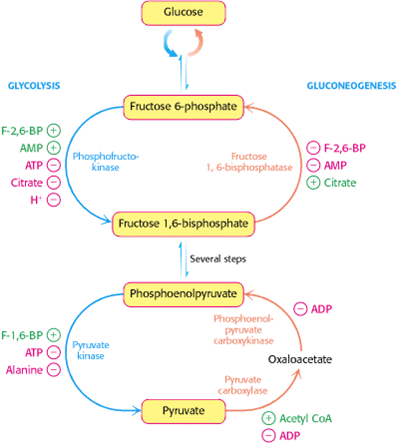 Glucose
GLYCOLYSIS
GLUCONEOGENESIS
Fructose 6-phosphate
F-2,6-BP +
AMP +
ATP −
Citrate −
H⁺ −
Phosphofructo-
kinase
Fructose
1, 6-bisphosphatase
− F-2,6-BP
− AMP
+ Citrate
Fructose 1,6-bisphosphate
Several steps
Phosphoenolpyruvate
F-1,6-BP +
ATP −
Alanine −
Pyruvate
kinase
Phosphoenol-
pyruvate
carboxykinase
− ADP
Oxaloacetate
Pyruvate
carboxylase
Pyruvate
+ Acetyl CoA
− ADP